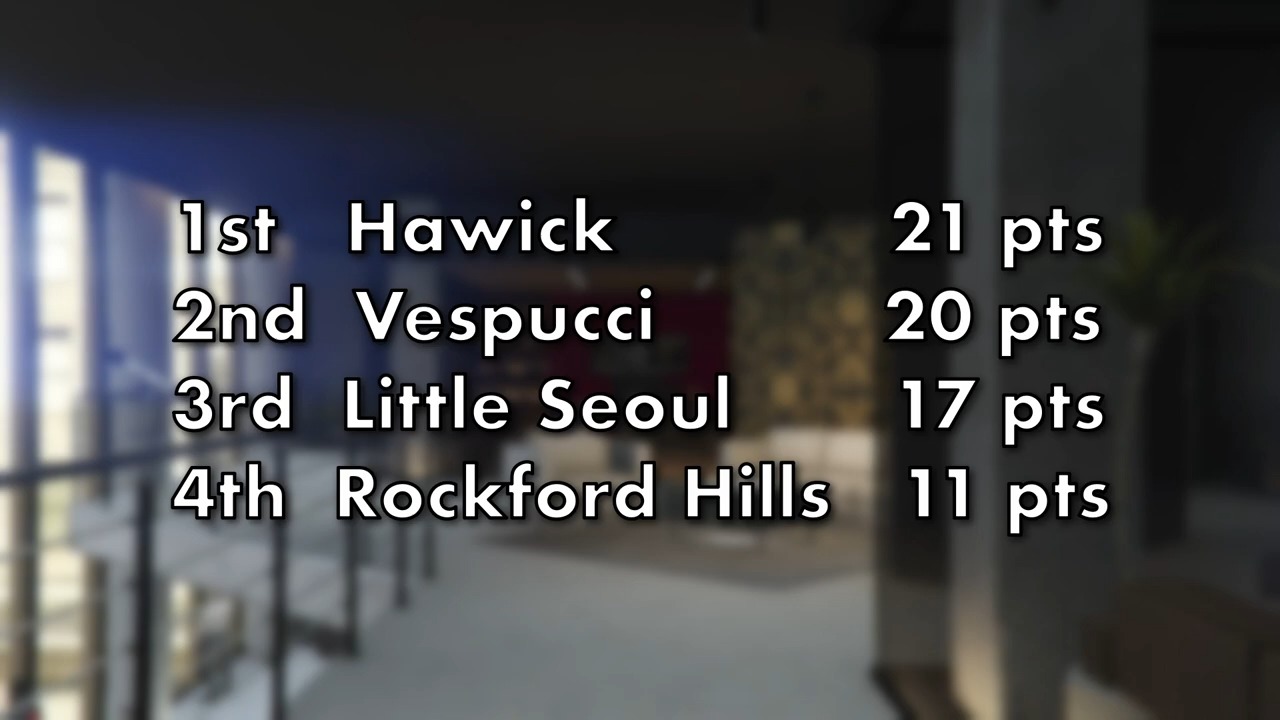 1st Hawick 21 pts
2nd Vespucci 20 pts
3rd Little Seoul 17 pts
4th Rockford Hills 11 pts